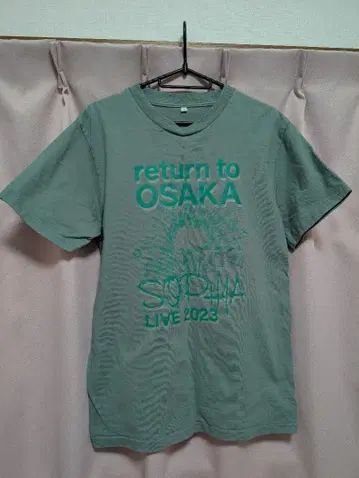 return to
OSAKA
SOPHIA
LIVE 2023